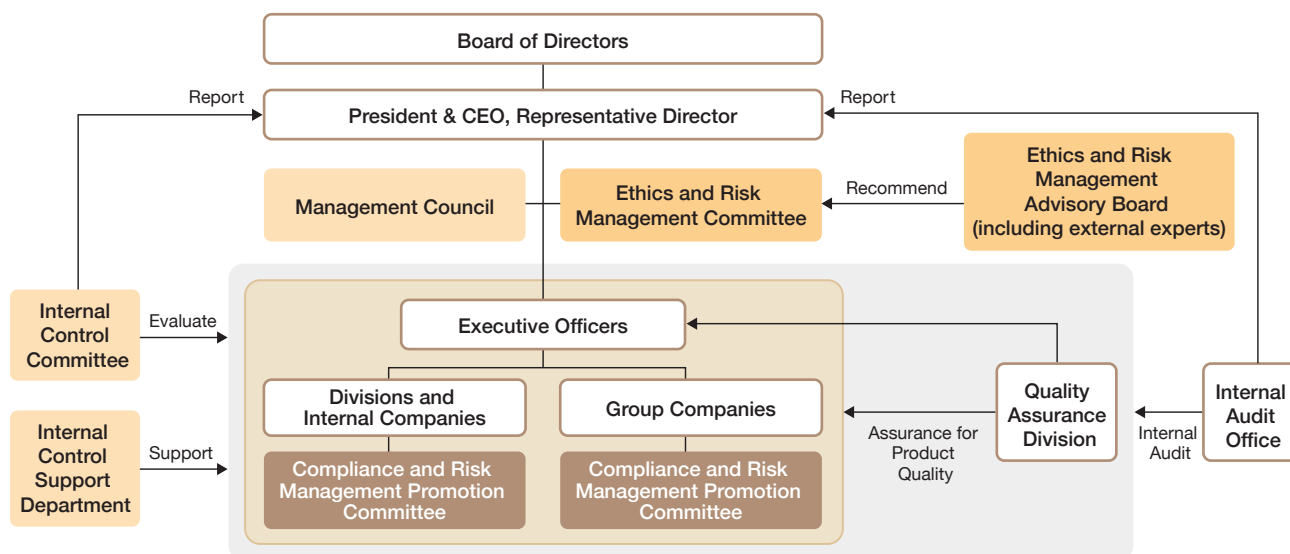 Board of Directors
Report
Report
President & CEO, Representative Director
Management Council
Ethics and Risk
Management Committee
Recommend
Ethics and Risk
Management
Advisory Board
(including external experts)
Internal
Control
Committee
Evaluate
Executive Officers
Divisions and
Internal Companies
Group Companies
Quality
Assurance
Division
Internal
Audit
Office
Assurance for
Product
Quality
Internal
Audit
Internal
Control
Support
Department
Support
Compliance and Risk
Management Promotion
Committee
Compliance and Risk
Management Promotion
Committee